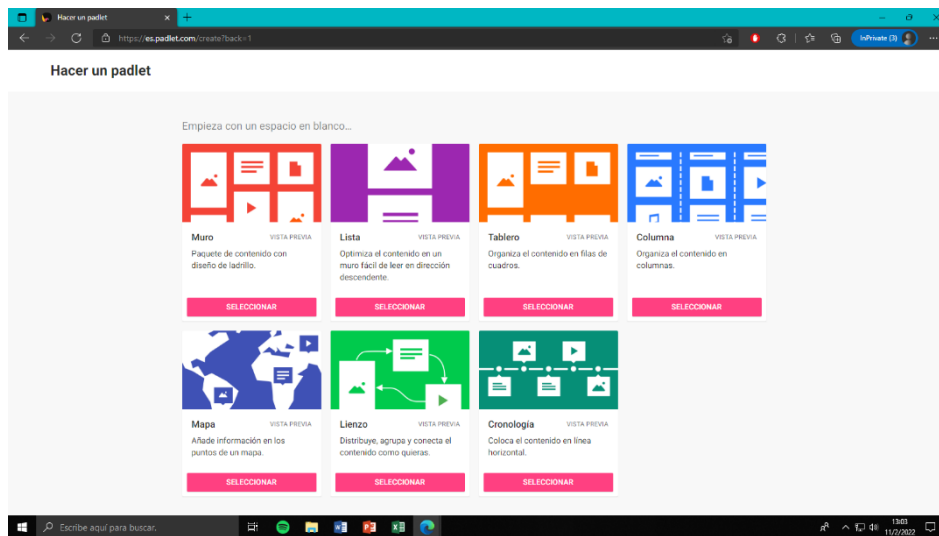 Hacer un padlet
https://es.padlet.com/create?back=1
InPrivate (3)
Hacer un padlet
Empieza con un espacio en blanco...
Muro VISTA PREVIA
Paquete de contenido con
diseño de ladrillo.
SELECCIONAR
Lista VISTA PREVIA
Optimiza el contenido en un
muro fácil de leer en dirección
descendente.
SELECCIONAR
Tablero VISTA PREVIA
Organiza el contenido en filas de
cuadros.
SELECCIONAR
Columna VISTA PREVIA
Organiza el contenido en
columnas.
SELECCIONAR
Mapa VISTA PREVIA
Añade información en los
puntos de un mapa.
SELECCIONAR
Lienzo VISTA PREVIA
Distribuye, agrupa y conecta el
contenido como quieras.
SELECCIONAR
Cronología VISTA PREVIA
Coloca el contenido en línea
horizontal.
SELECCIONAR
Escribe aquí para buscar.
13:03
11/2/2022